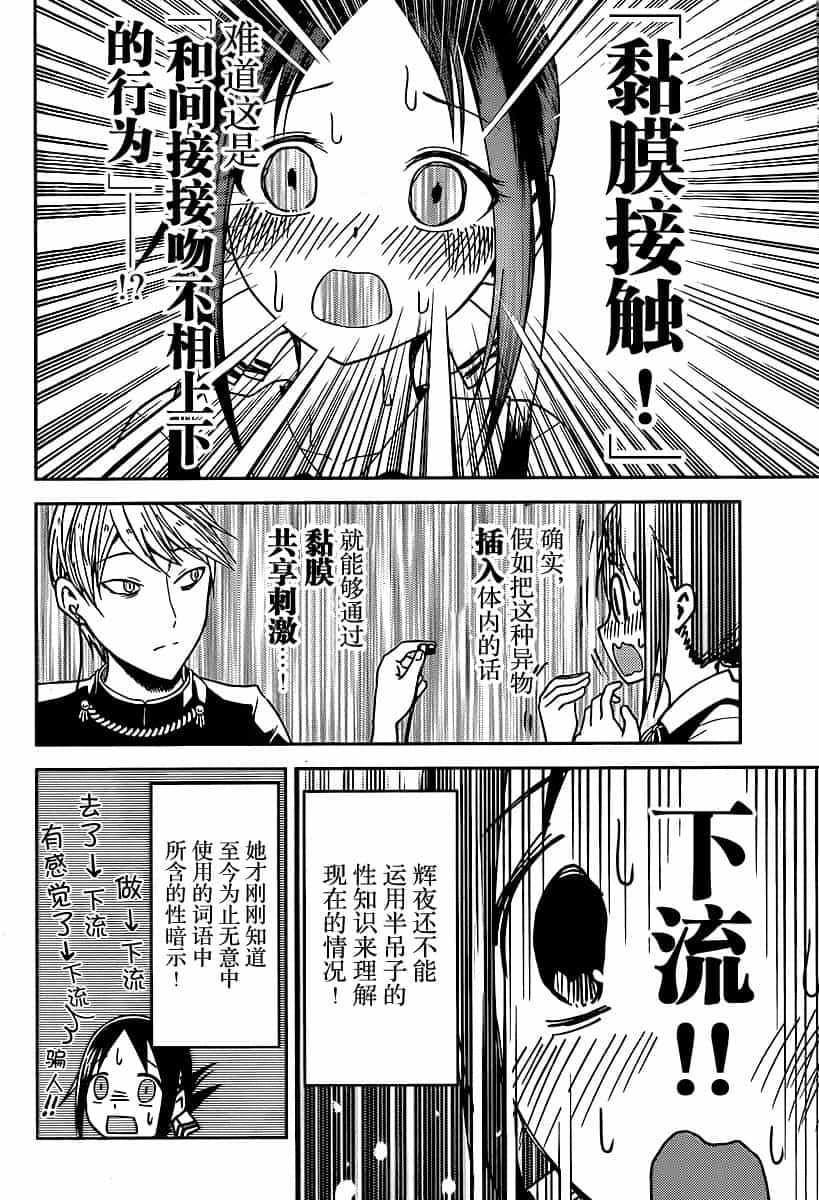 「黏膜接触！」
难道这是
「和间接接吻不相上下
的行为」——!?
确实，
假如把这种异物
插入体内的话
就能够通过
黏膜
共享刺激…！
下流!!
辉夜还不能
运用半吊子的
性知识来理解
现在的情况！
她才刚刚知道
至今为止无意中
使用的词语中
所含的性暗示！
做→下流
去了→下流
有感觉了→下流
骗人!!